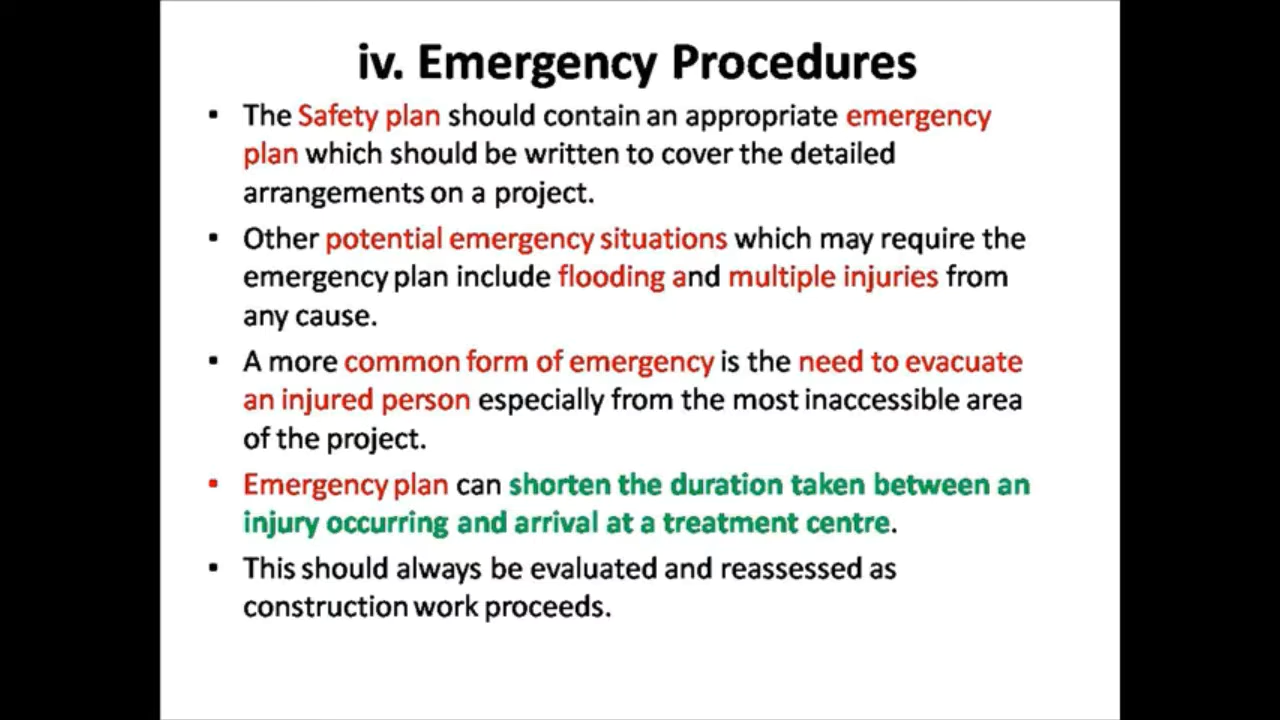 iv. Emergency Procedures
▪ The Safety plan should contain an appropriate emergency
plan which should be written to cover the detailed
arrangements on a project.
▪ Other potential emergency situations which may require the
emergency plan include flooding and multiple injuries from
any cause.
▪ A more common form of emergency is the need to evacuate
an injured person especially from the most inaccessible area
of the project.
▪ Emergency plan can shorten the duration taken between an
injury occurring and arrival at a treatment centre.
▪ This should always be evaluated and reassessed as
construction work proceeds.